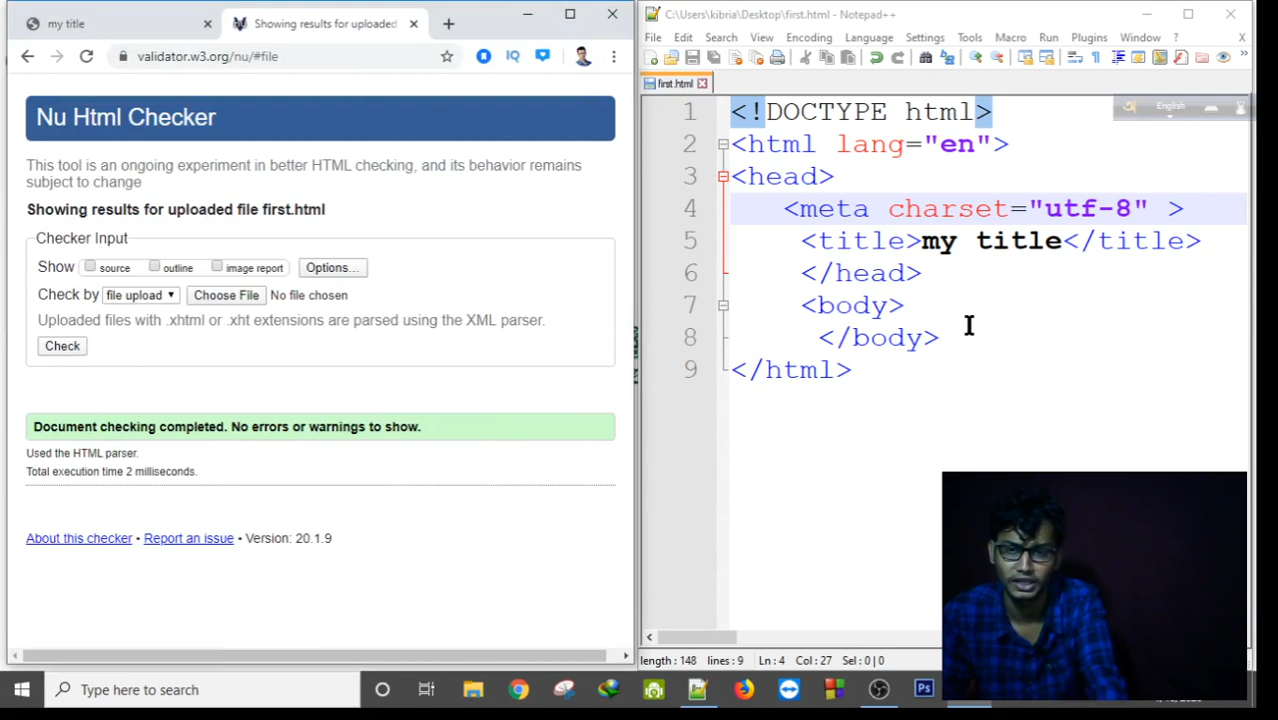 my title
Showing results for uploaded
validator.w3.org/nu/#file
Nu Html Checker
This tool is an ongoing experiment in better HTML checking, and its behavior remains
subject to change
Showing results for uploaded file first.html
Checker Input
Show source outline image report Options...
Check by file upload Choose File No file chosen
Uploaded files with .xhtml or .xht extensions are parsed using the XML parser.
Check
Document checking completed. No errors or warnings to show.
Used the HTML parser.
Total execution time 2 milliseconds.
About this checker • Report an issue • Version: 20.1.9
C:\Users\kibria\Desktop\first.html - Notepad++
File Edit Search View Encoding Language Settings Tools Macro Run Plugins Window ? X
first.html
English
1 <!DOCTYPE html>
2 <html lang="en">
3 <head>
4 <meta charset="utf-8" >
5 <title>my title</title>
6 </head>
7 <body>
8 </body>
9 </html>
length : 148 lines : 9 Ln : 4 Col : 27 Sel : 0 | 0
Type here to search
Ps